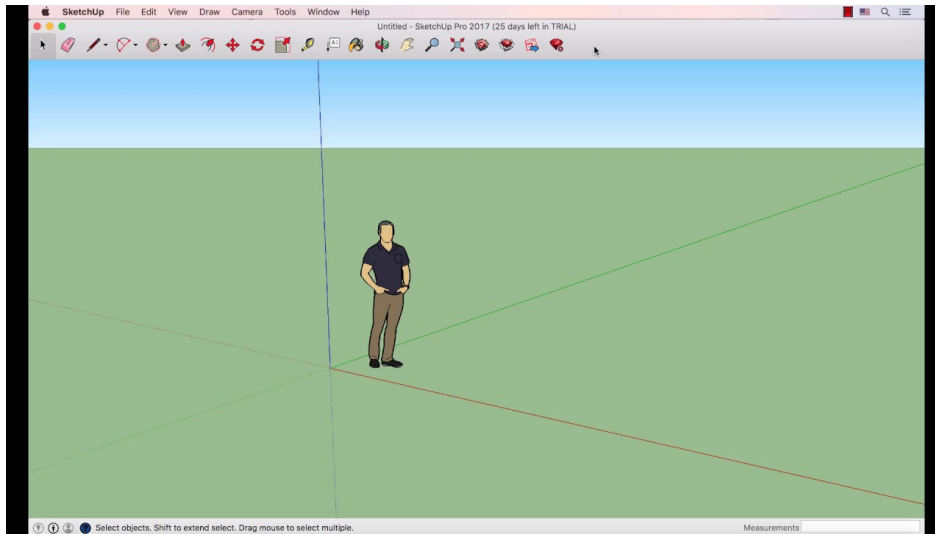 SketchUp File Edit View Draw Camera Tools Window Help
Untitled - SketchUp Pro 2017 (25 days left in TRIAL)
A1
Select objects. Shift to extend select. Drag mouse to select multiple.
Measurements